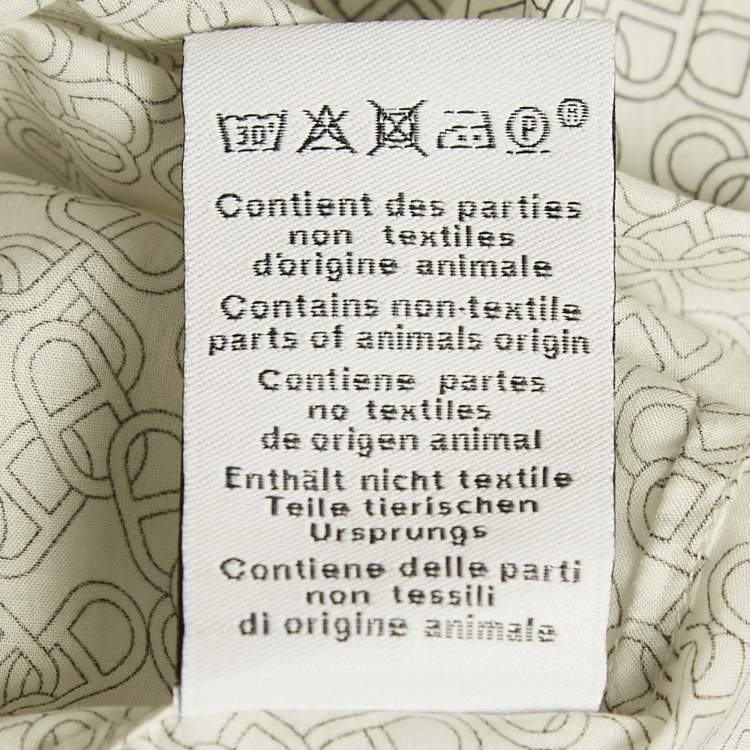 30° P ®
Contient des parties
non textiles
d'origine animale
Contains non-textile
parts of animals origin
Contiene partes
no textiles
de origen animal
Enthält nicht textile
Teile tierischen
Ursprungs
Contiene delle parti
non tessili
di origine animale